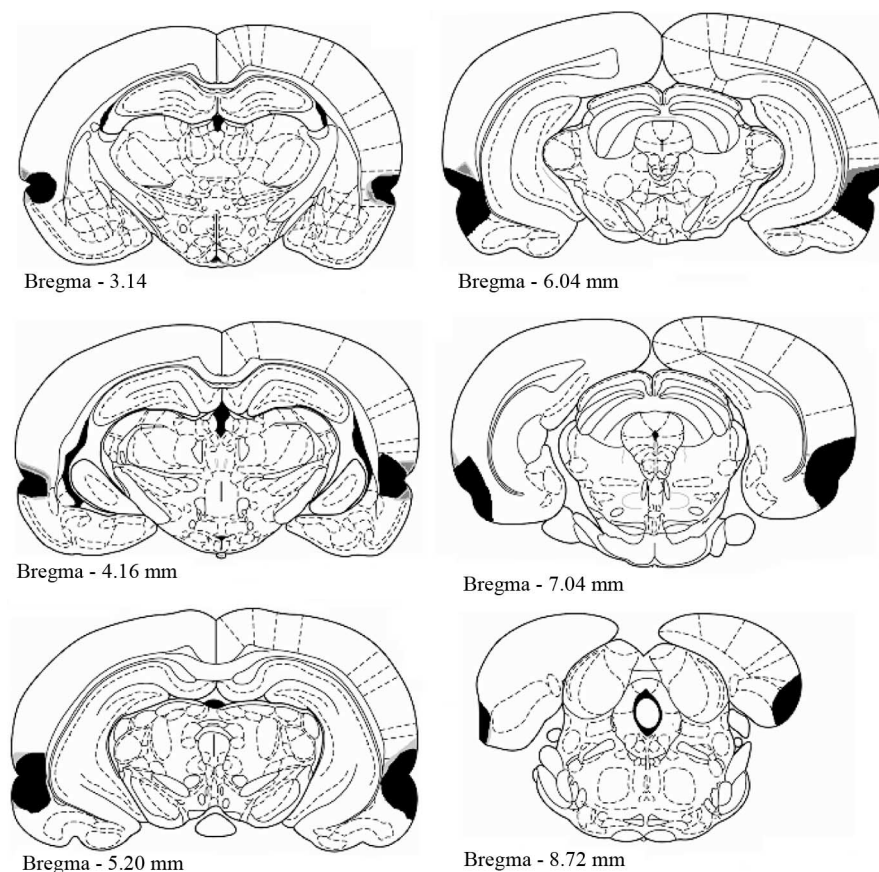 Bregma - 3.14
Bregma - 6.04 mm
Bregma - 4.16 mm
Bregma - 7.04 mm
Bregma - 5.20 mm
Bregma - 8.72 mm